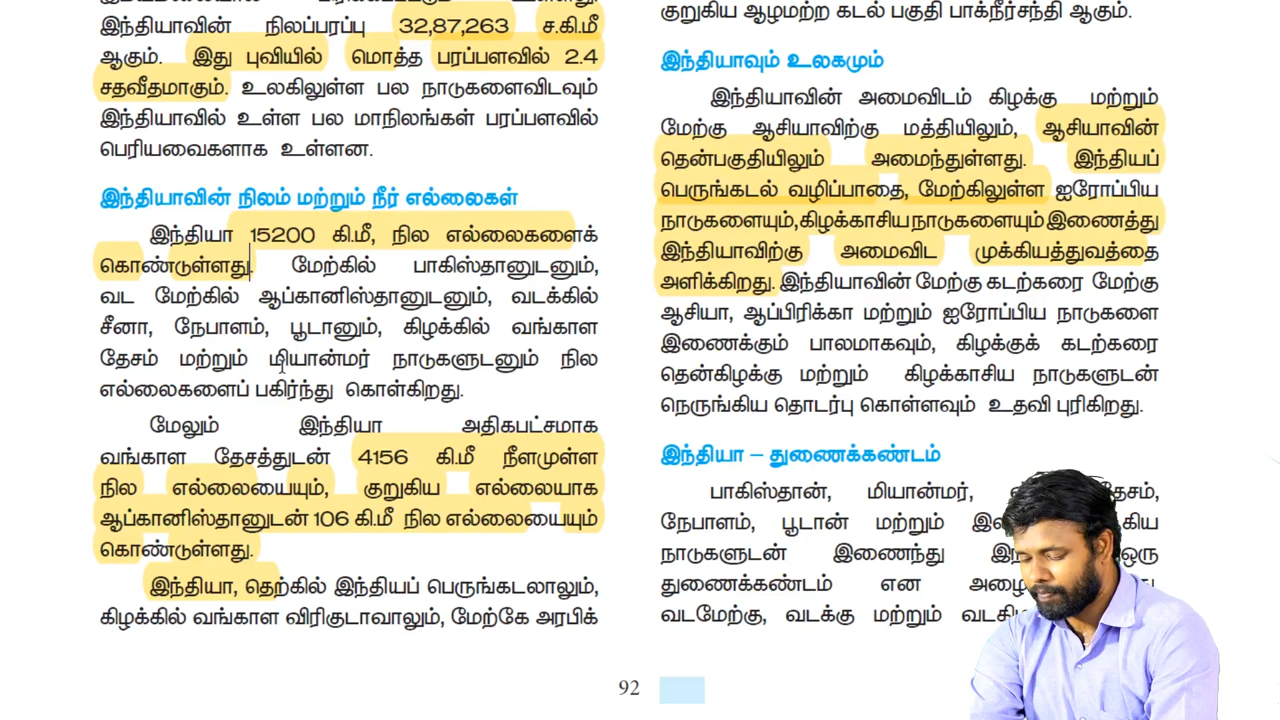 இந்தியாவின் நிலப்பரப்பு 32,87,263 ச.கி.மீ
ஆகும். இது புவியில் மொத்த பரப்பளவில் 2.4
சதவீதமாகும். உலகிலுள்ள பல நாடுகளைவிடவும்
இந்தியாவில் உள்ள பல மாநிலங்கள் பரப்பளவில்
பெரியவைகளாக உள்ளன.
இந்தியாவின் நிலம் மற்றும் நீர் எல்லைகள்
இந்தியா 15200 கி.மீ, நில எல்லைகளைக்
கொண்டுள்ளது. மேற்கில் பாகிஸ்தானுடனும்,
வட மேற்கில் ஆப்கானிஸ்தானுடனும், வடக்கில்
சீனா, நேபாளம், பூடானும், கிழக்கில் வங்காள
தேசம் மற்றும் மியான்மர் நாடுகளுடனும் நில
எல்லைகளைப் பகிர்ந்து கொள்கிறது.
மேலும் இந்தியா அதிகபட்சமாக
வங்காள தேசத்துடன் 4156 கி.மீ நீளமுள்ள
நில எல்லையையும், குறுகிய எல்லையாக
ஆப்கானிஸ்தானுடன் 106 கி.மீ நில எல்லையையும்
கொண்டுள்ளது.
இந்தியா, தெற்கில் இந்தியப் பெருங்கடலாலும்,
கிழக்கில் வங்காள விரிகுடாவாலும், மேற்கே அரபிக்
குறுகிய ஆழமற்ற கடல் பகுதி பாக்நீர்சந்தி ஆகும்.
இந்தியாவும் உலகமும்
இந்தியாவின் அமைவிடம் கிழக்கு மற்றும்
மேற்கு ஆசியாவிற்கு மத்தியிலும், ஆசியாவின்
தென்பகுதியிலும் அமைந்துள்ளது. இந்தியப்
பெருங்கடல் வழிப்பாதை, மேற்கிலுள்ள ஐரோப்பிய
நாடுகளையும், கிழக்காசிய நாடுகளையும் இணைத்து
இந்தியாவிற்கு அமைவிட முக்கியத்துவத்தை
அளிக்கிறது. இந்தியாவின் மேற்கு கடற்கரை மேற்கு
ஆசியா, ஆப்பிரிக்கா மற்றும் ஐரோப்பிய நாடுகளை
இணைக்கும் பாலமாகவும், கிழக்குக் கடற்கரை
தென்கிழக்கு மற்றும் கிழக்காசிய நாடுகளுடன்
நெருங்கிய தொடர்பு கொள்ளவும் உதவி புரிகிறது.
இந்தியா – துணைக்கண்டம்
பாகிஸ்தான், மியான்மர்,
நேபாளம், பூடான் மற்றும்
நாடுகளுடன் இணைந்து
துணைக்கண்டம் என
வடமேற்கு, வடக்கு மற்றும்
92